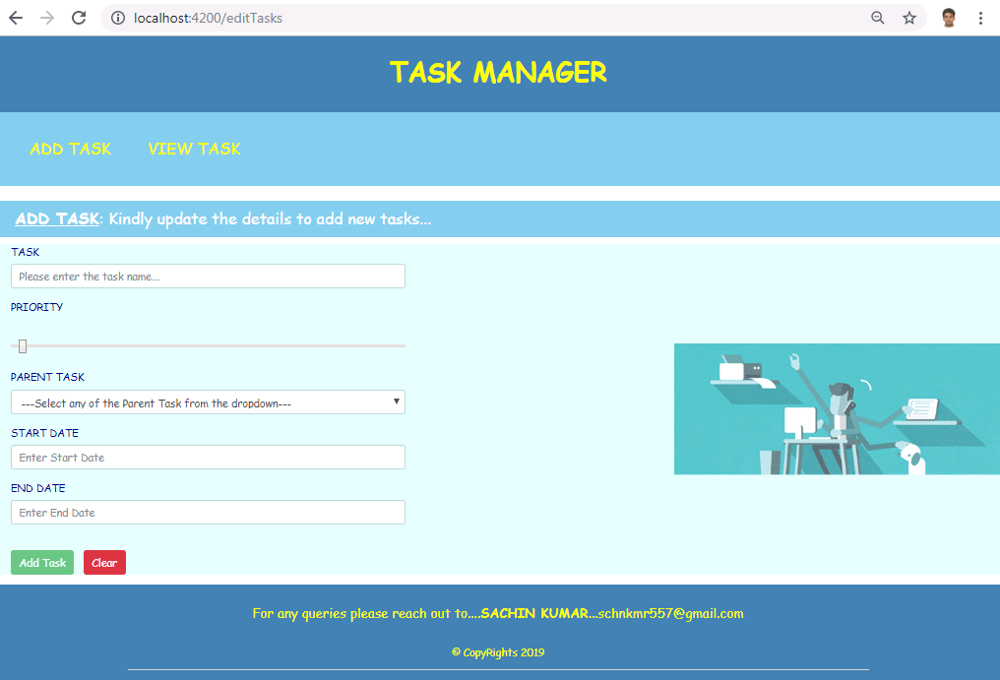 localhost:4200/editTasks
TASK MANAGER
ADD TASK VIEW TASK
ADD TASK: Kindly update the details to add new tasks...
TASK
Please enter the task name...
PRIORITY
PARENT TASK
---Select any of the Parent Task from the dropdown---
START DATE
Enter Start Date
END DATE
Enter End Date
Add Task Clear
For any queries please reach out to....SACHIN KUMAR...schnkmr557@gmail.com
© CopyRights 2019